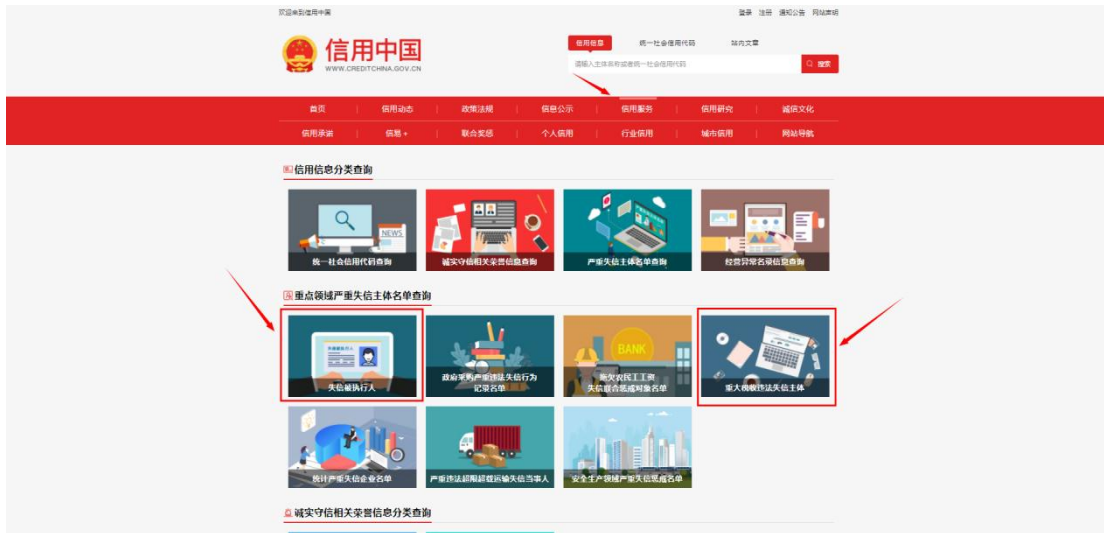 欢迎来到信用中国
登录 注册 通知公告 网站声明
信用信息 统一社会信用代码 站内文章
信用中国
WWW.CREDITCHINA.GOV.CN
请输入主体名称或者统一社会信用代码 搜索
首页 信用动态 政策法规 信息公示 信用服务 信用研究 诚信文化
信用承诺 信易+ 联合奖惩 个人信用 行业信用 城市信用 网站导航
信用信息分类查询
NEWS
统一社会信用代码查询 诚实守信相关荣誉信息查询 严重失信主体名单查询 经营异常名录信息查询
重点领域严重失信主体名单查询
BANK
失信被执行人 政府采购严重违法失信行为 拖欠农民工工资 重大税收违法失信主体
记录名单 失信联合惩戒对象名单
统计严重失信企业名单 严重违法超限超载运输失信当事人 安全生产领域严重失信惩戒名单
诚实守信相关荣誉信息分类查询